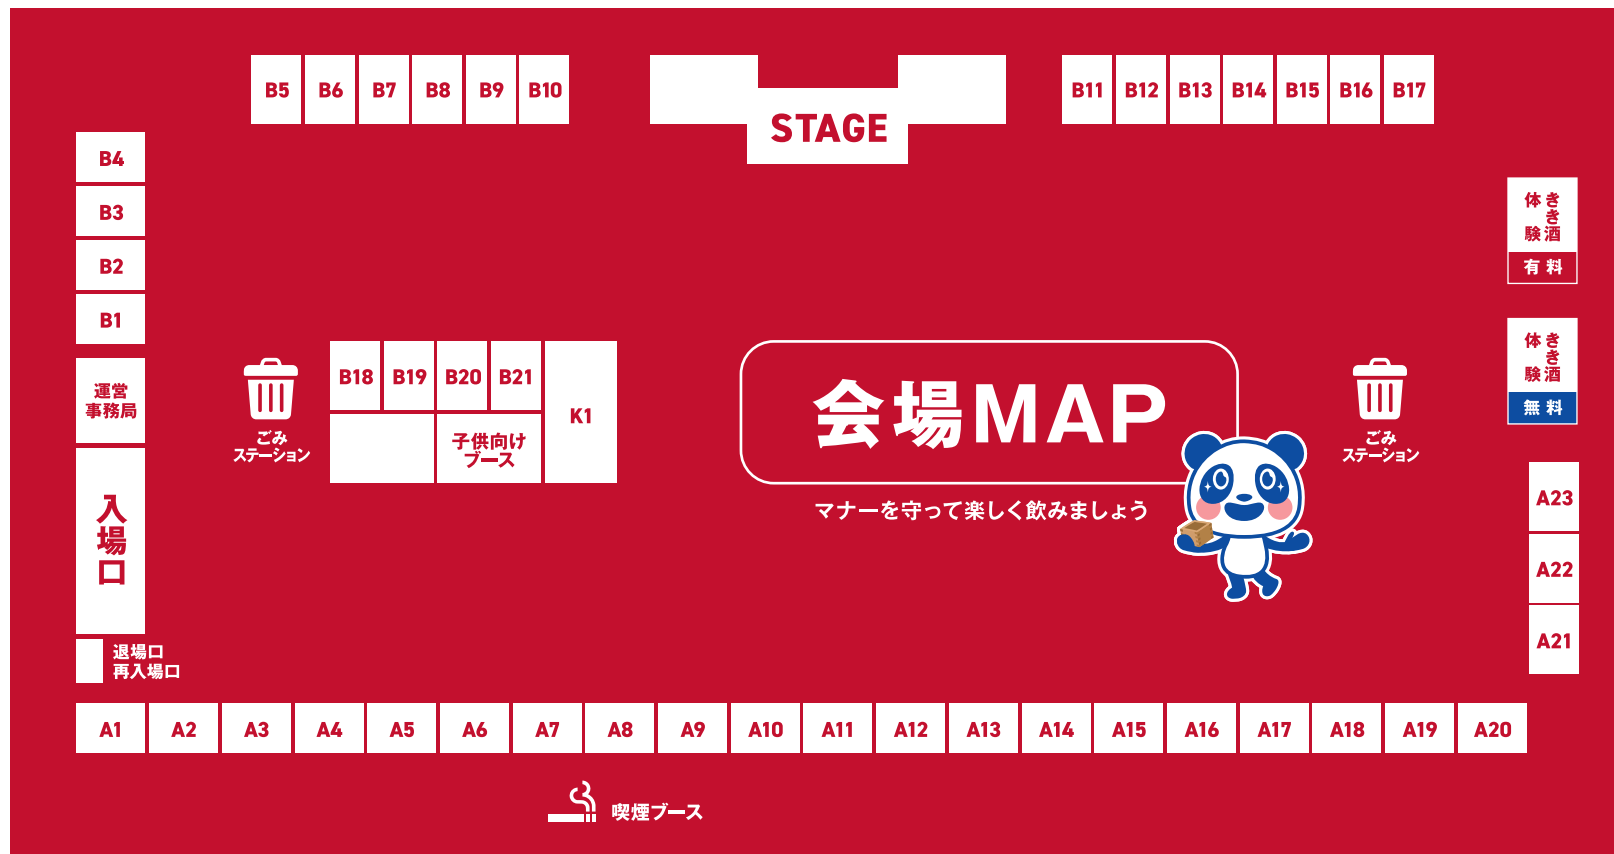 B5 B6 B7 B8 B9 B10
STAGE
B11 B12 B13 B14 B15 B16 B17
B4
B3
B2
B1
運営
事務局
入場口
退場口
再入場口
ごみ
ステーション
B18 B19 B20 B21
K1
子供向け
ブース
会場MAP
マナーを守って楽しく飲みましょう
ごみ
ステーション
きき酒
体験
有料
きき酒
体験
無料
A23
A22
A21
A1 A2 A3 A4 A5 A6 A7 A8 A9 A10 A11 A12 A13 A14 A15 A16 A17 A18 A19 A20
喫煙ブース